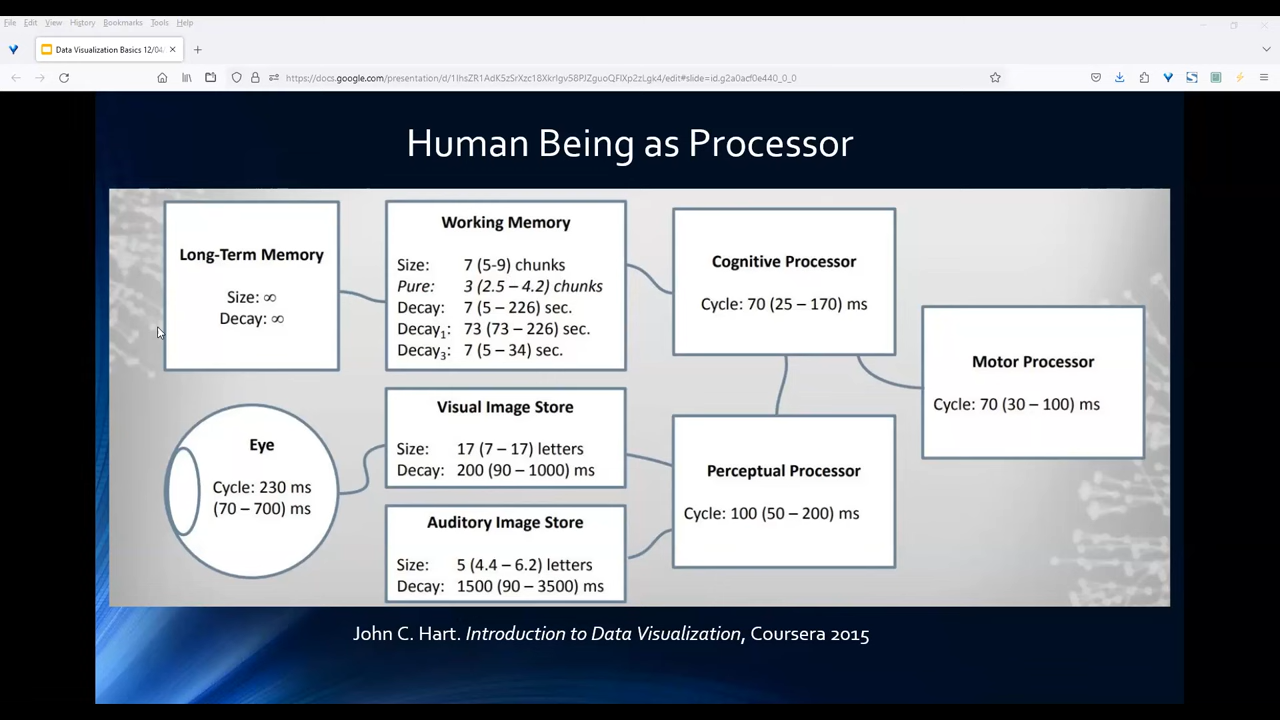 File Edit View History Bookmarks Tools Help
Data Visualization Basics 12/04/
https://docs.google.com/presentation/d/1IhsZR1AdK5zSrXzc18XkrIgv58PJZguoQFlXp2zLgk4/edit#slide=id.g2a0acf0e440_0_0
Human Being as Processor
Long-Term Memory
Size: ∞
Decay: ∞
Working Memory
Size: 7 (5-9) chunks
Pure: 3 (2.5 – 4.2) chunks
Decay: 7 (5 – 226) sec.
Decay₁: 73 (73 – 226) sec.
Decay₃: 7 (5 – 34) sec.
Cognitive Processor
Cycle: 70 (25 – 170) ms
Motor Processor
Cycle: 70 (30 – 100) ms
Eye
Cycle: 230 ms
(70 – 700) ms
Visual Image Store
Size: 17 (7 – 17) letters
Decay: 200 (90 – 1000) ms
Auditory Image Store
Size: 5 (4.4 – 6.2) letters
Decay: 1500 (90 – 3500) ms
Perceptual Processor
Cycle: 100 (50 – 200) ms
John C. Hart. Introduction to Data Visualization, Coursera 2015